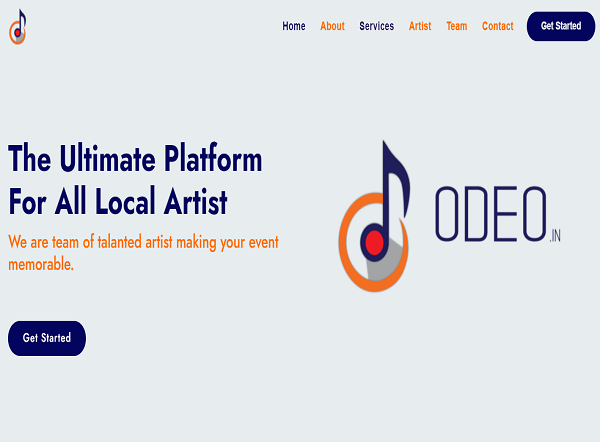 Home About Services Artist Team Contact Get Started
The Ultimate Platform
For All Local Artist
We are team of talanted artist making your event
memorable.
Get Started
ODEO.IN